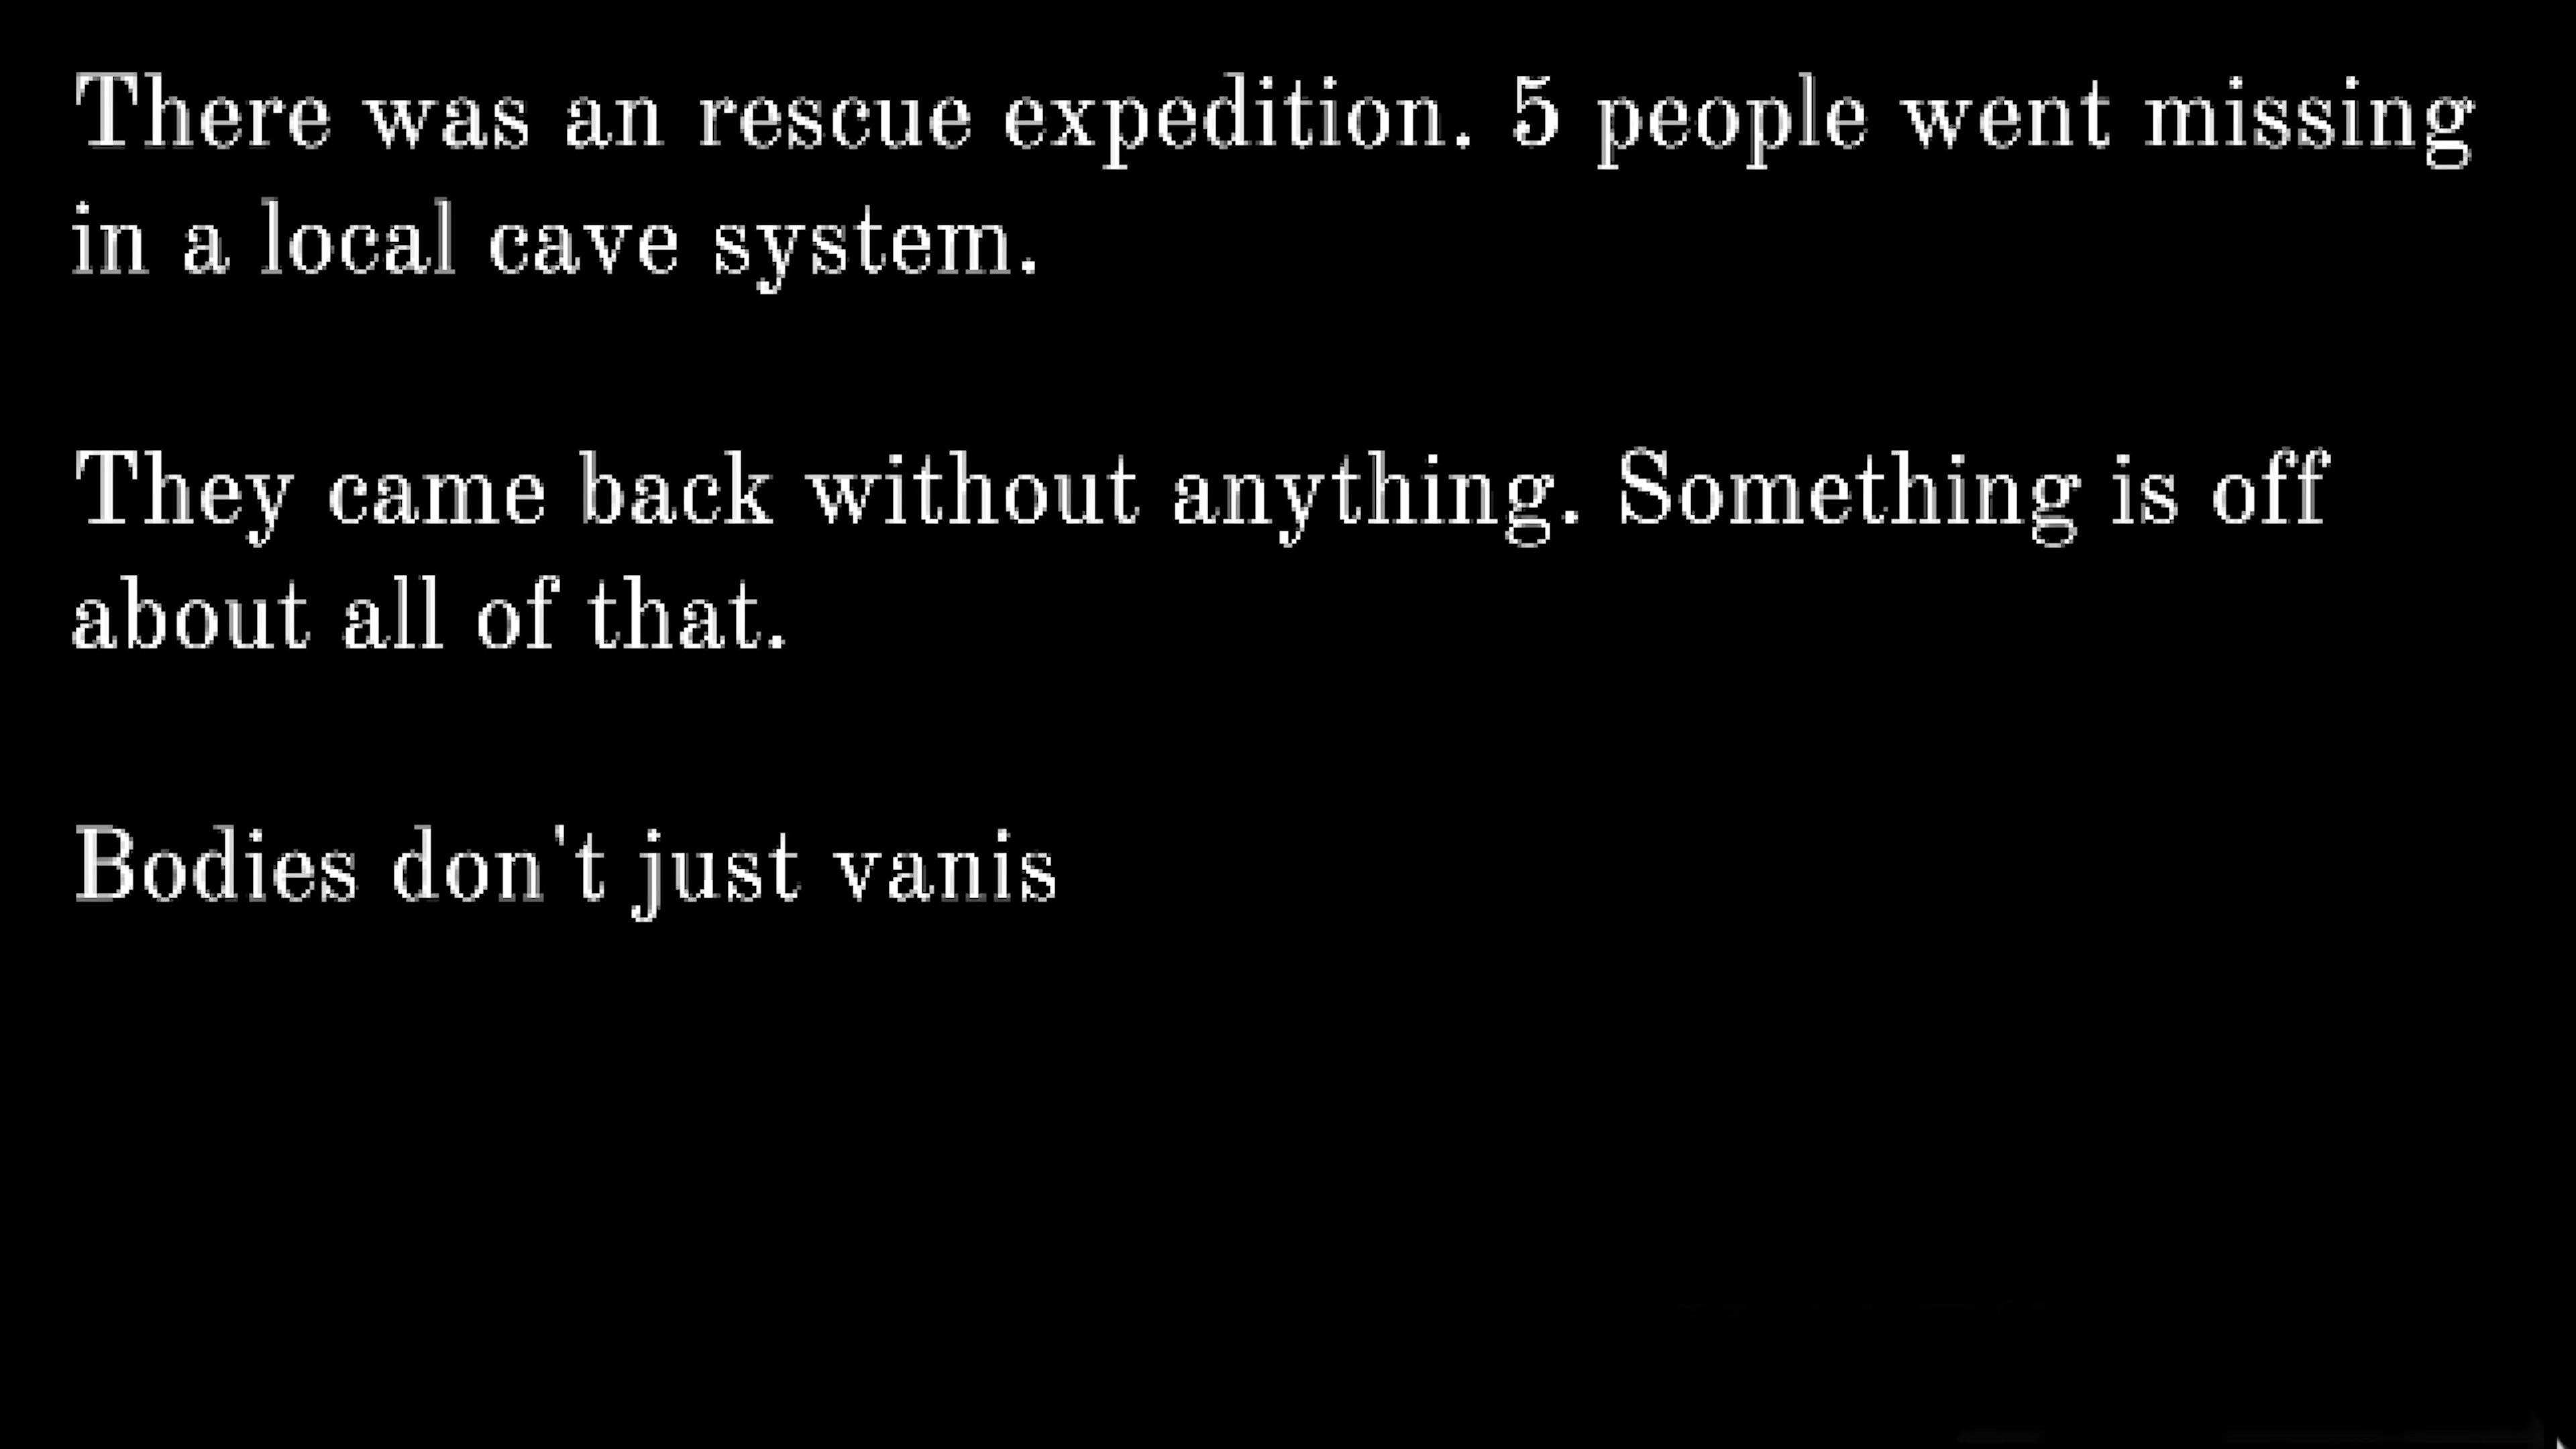 There was an rescue expedition. 5 people went missing
in a local cave system.
They came back without anything. Something is off
about all of that.
Bodies don't just vanis